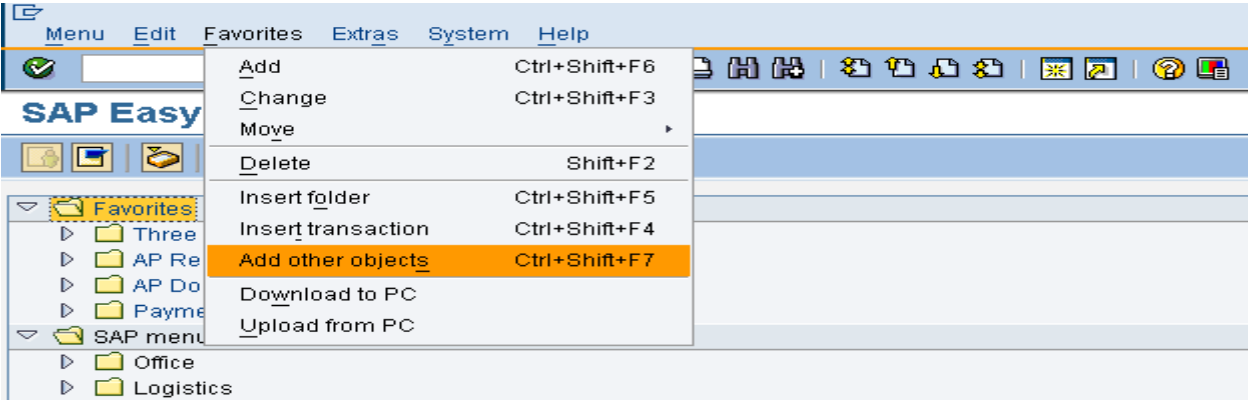 Menu Edit Favorites Extras System Help
Add Ctrl+Shift+F6
Change Ctrl+Shift+F3
SAP Easy
Move
Delete Shift+F2
Insert folder Ctrl+Shift+F5
Favorites
Insert transaction Ctrl+Shift+F4
Three
Add other objects Ctrl+Shift+F7
AP Re
AP Do
Download to PC
Payme
Upload from PC
SAP menu
Office
Logistics